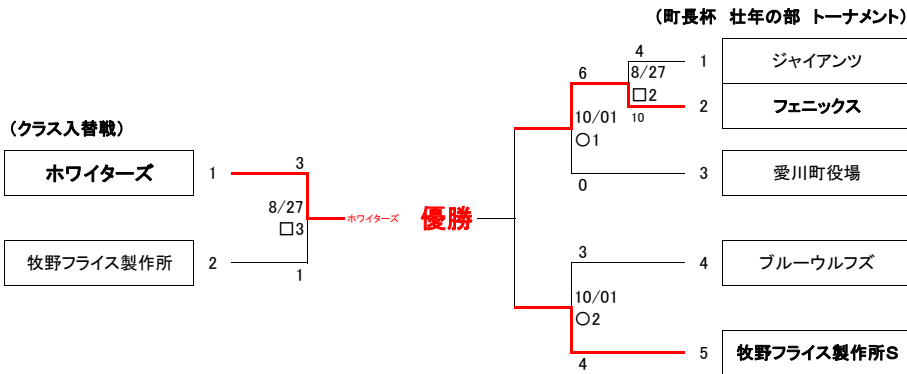 (町長杯 壮年の部 トーナメント)
4
1 ジャイアンツ
6
8/27
□2
2 フェニックス
10
10/01
○1
3 愛川町役場
0
(クラス入替戦)
ホワイターズ 1
3
8/27
□3
ホワイターズ
牧野フライス製作所 2
1
優勝
3
4 ブルーウルフズ
10/01
○2
5 牧野フライス製作所S
4